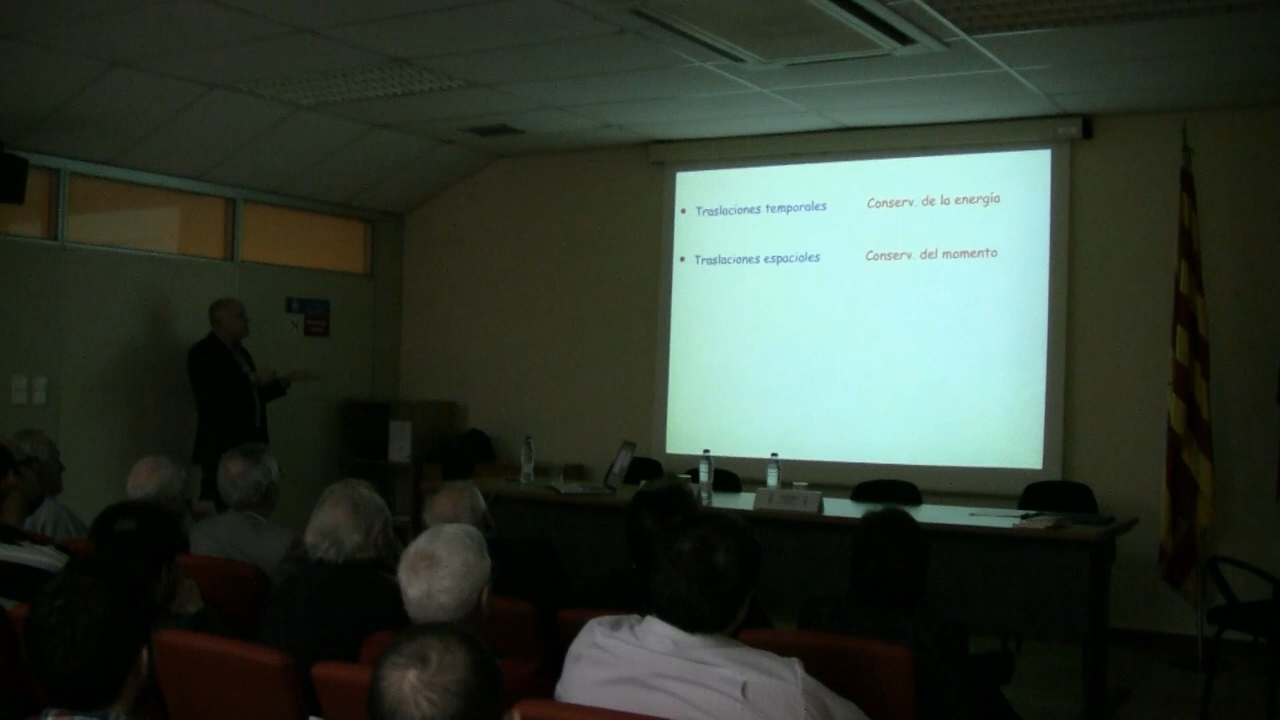 • Traslaciones temporales Conserv. de la energía
• Traslaciones espaciales Conserv. del momento